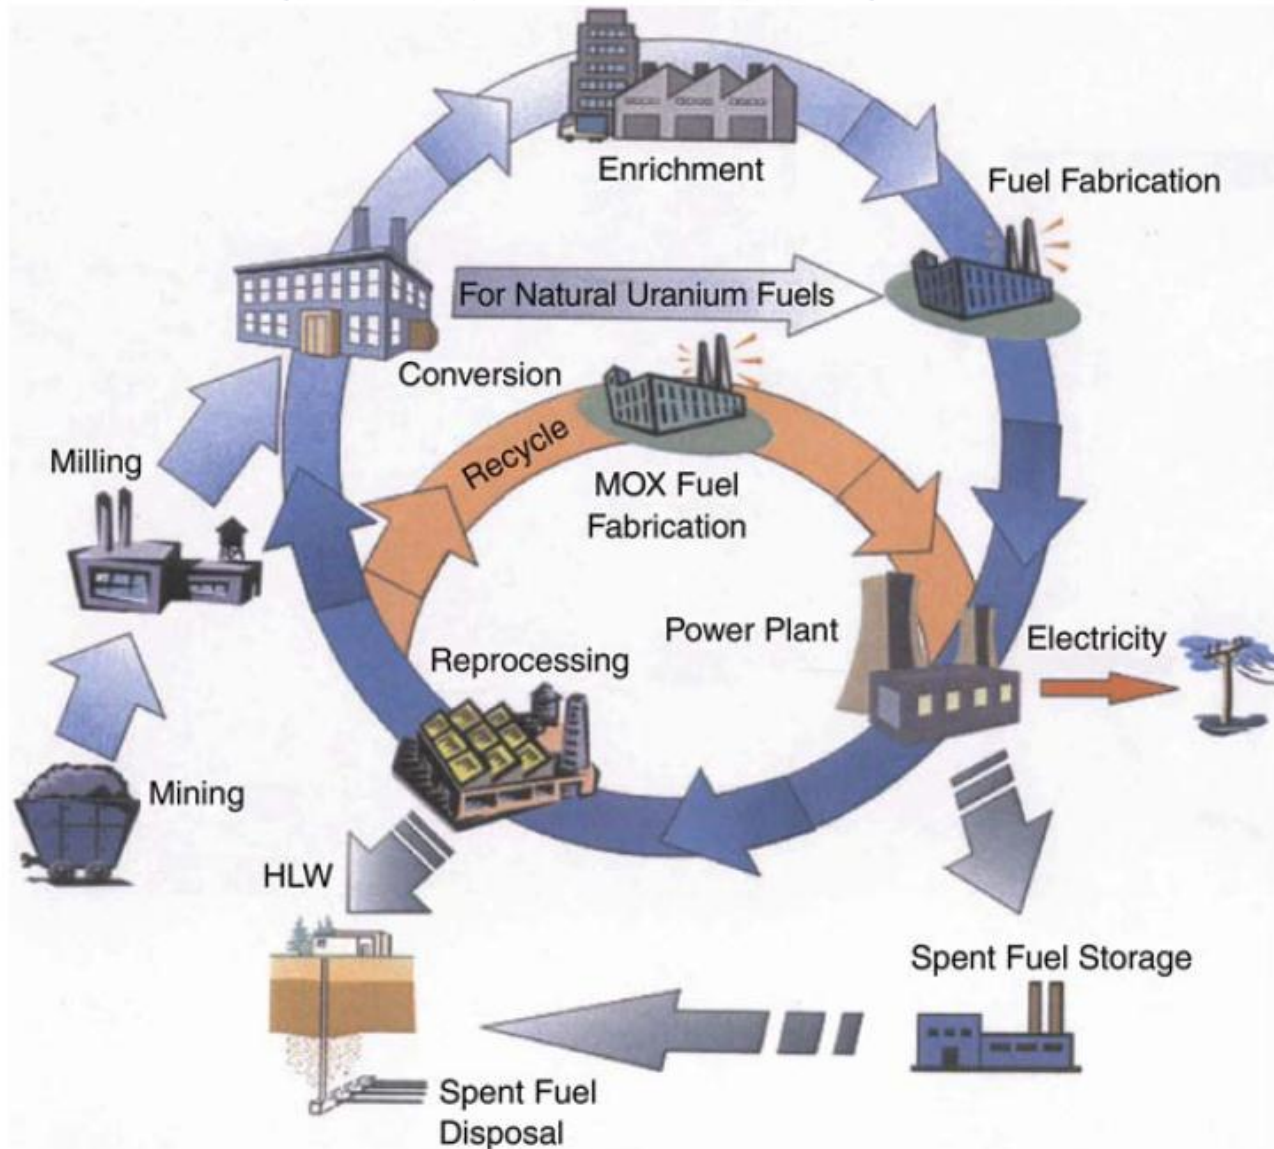 Enrichment
Fuel Fabrication
For Natural Uranium Fuels
Conversion
Recycle
Milling
MOX Fuel
Fabrication
Power Plant
Electricity
Reprocessing
Mining
HLW
Spent Fuel Storage
Spent Fuel
Disposal